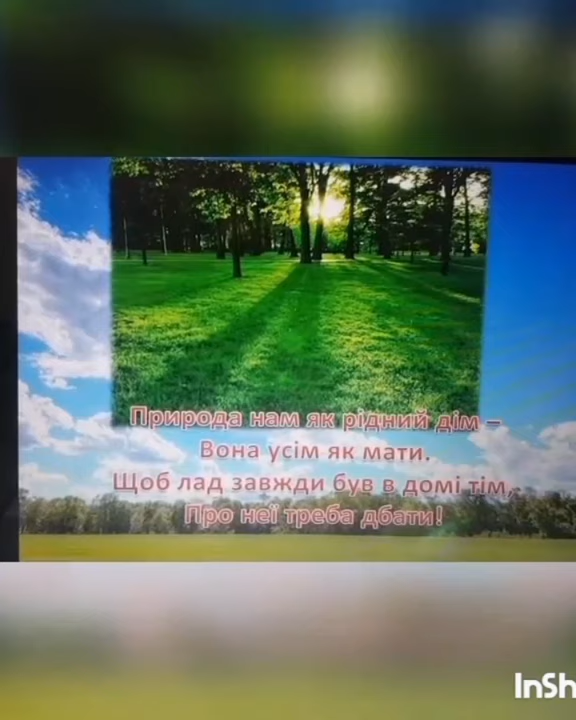 Природа нам як рідний дім –
Вона усім як мати.
Щоб лад завжди був в домі тім,
Про неї треба дбати!
InSh